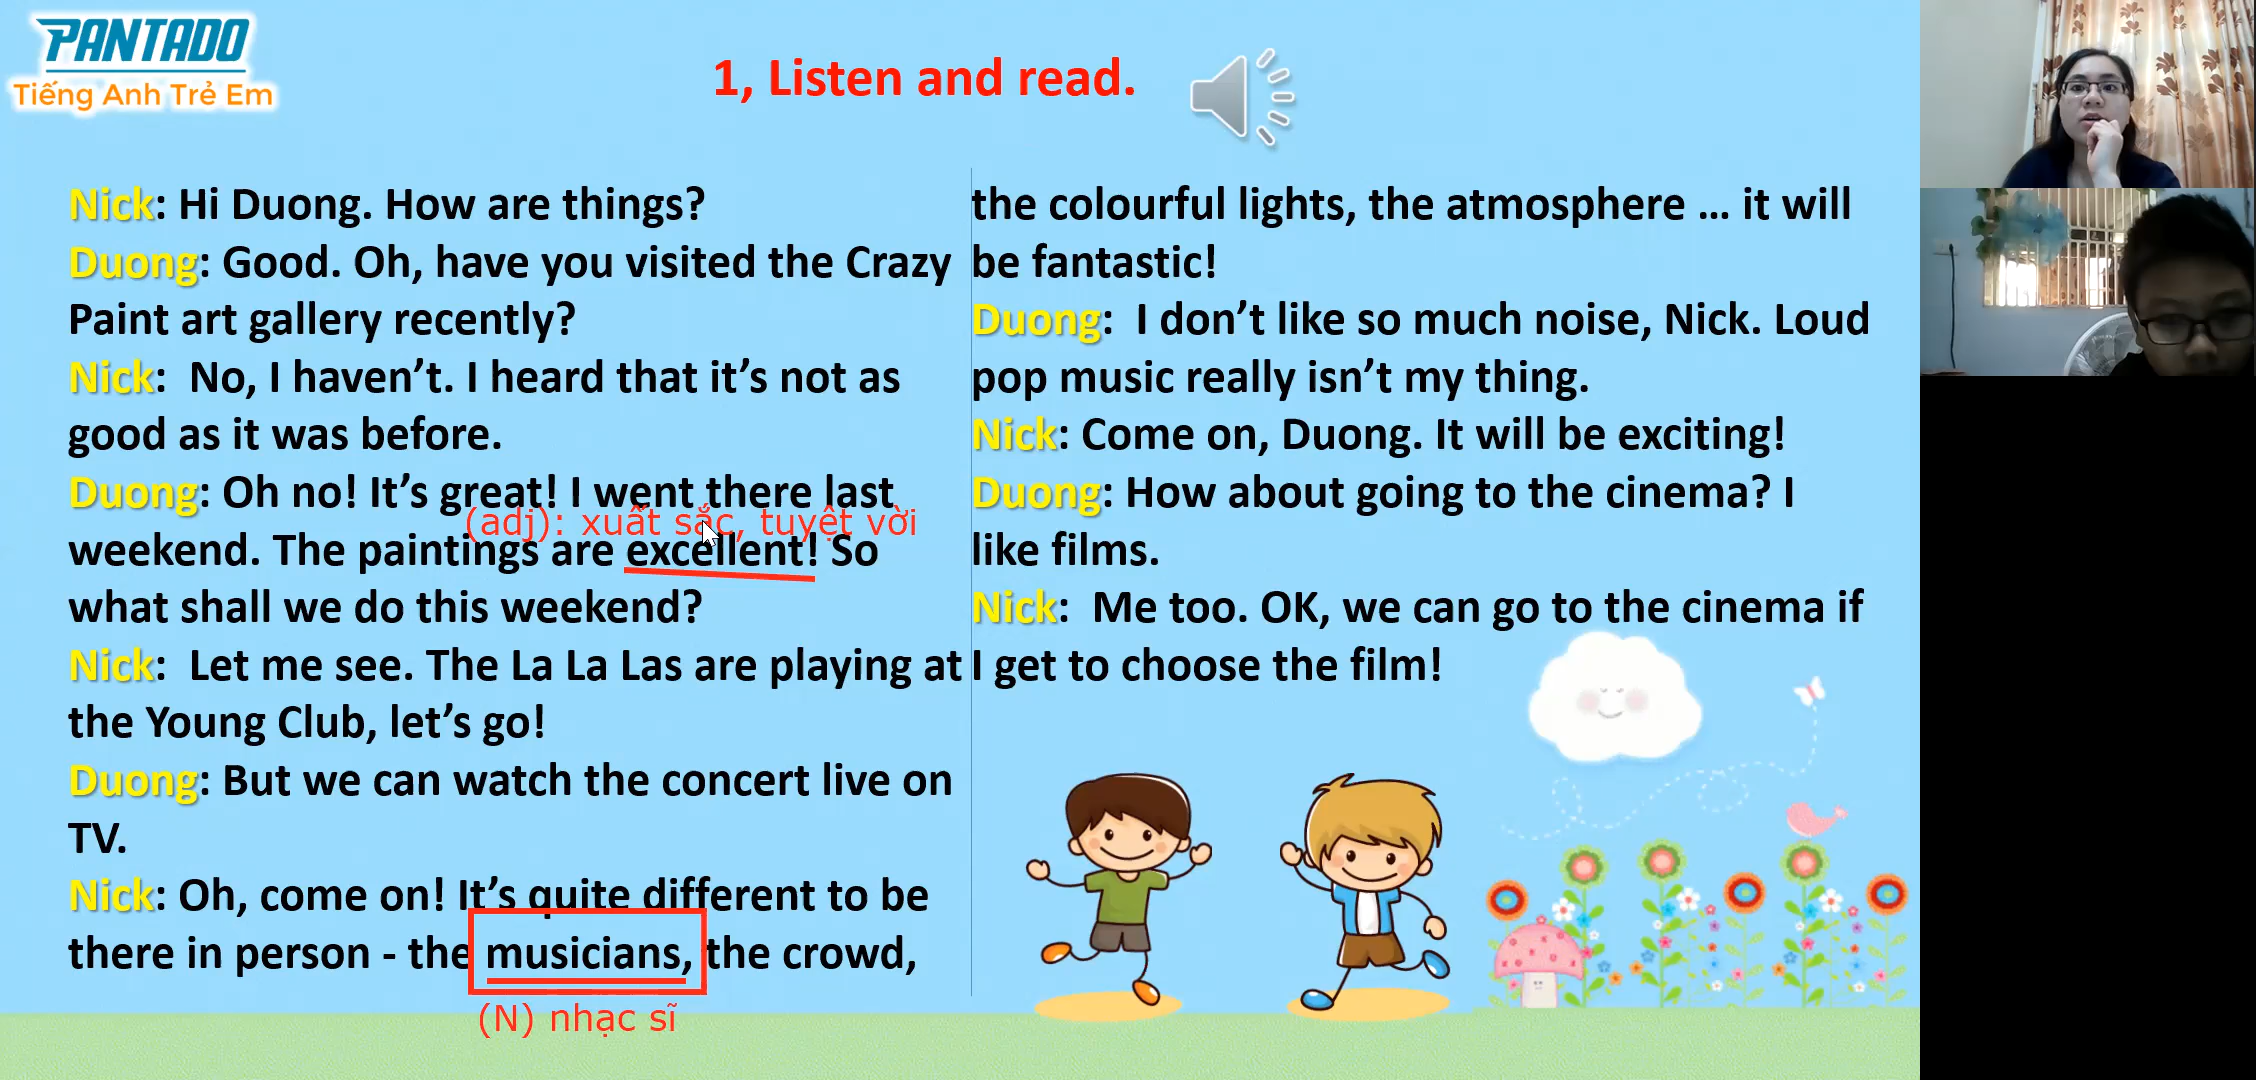 PANTADO
Tiếng Anh Trẻ Em
1, Listen and read.
Nick: Hi Duong. How are things?
Duong: Good. Oh, have you visited the Crazy
Paint art gallery recently?
Nick: No, I haven’t. I heard that it’s not as
good as it was before.
Duong: Oh no! It’s great! I went there last
(adj): xuất sắc, tuyệt vời
weekend. The paintings are excellent! So
what shall we do this weekend?
Nick: Let me see. The La La Las are playing at
the Young Club, let’s go!
Duong: But we can watch the concert live on
TV.
Nick: Oh, come on! It’s quite different to be
there in person - the musicians, the crowd,
(N) nhạc sĩ
the colourful lights, the atmosphere ... it will
be fantastic!
Duong: I don’t like so much noise, Nick. Loud
pop music really isn’t my thing.
Nick: Come on, Duong. It will be exciting!
Duong: How about going to the cinema? I
like films.
Nick: Me too. OK, we can go to the cinema if
I get to choose the film!